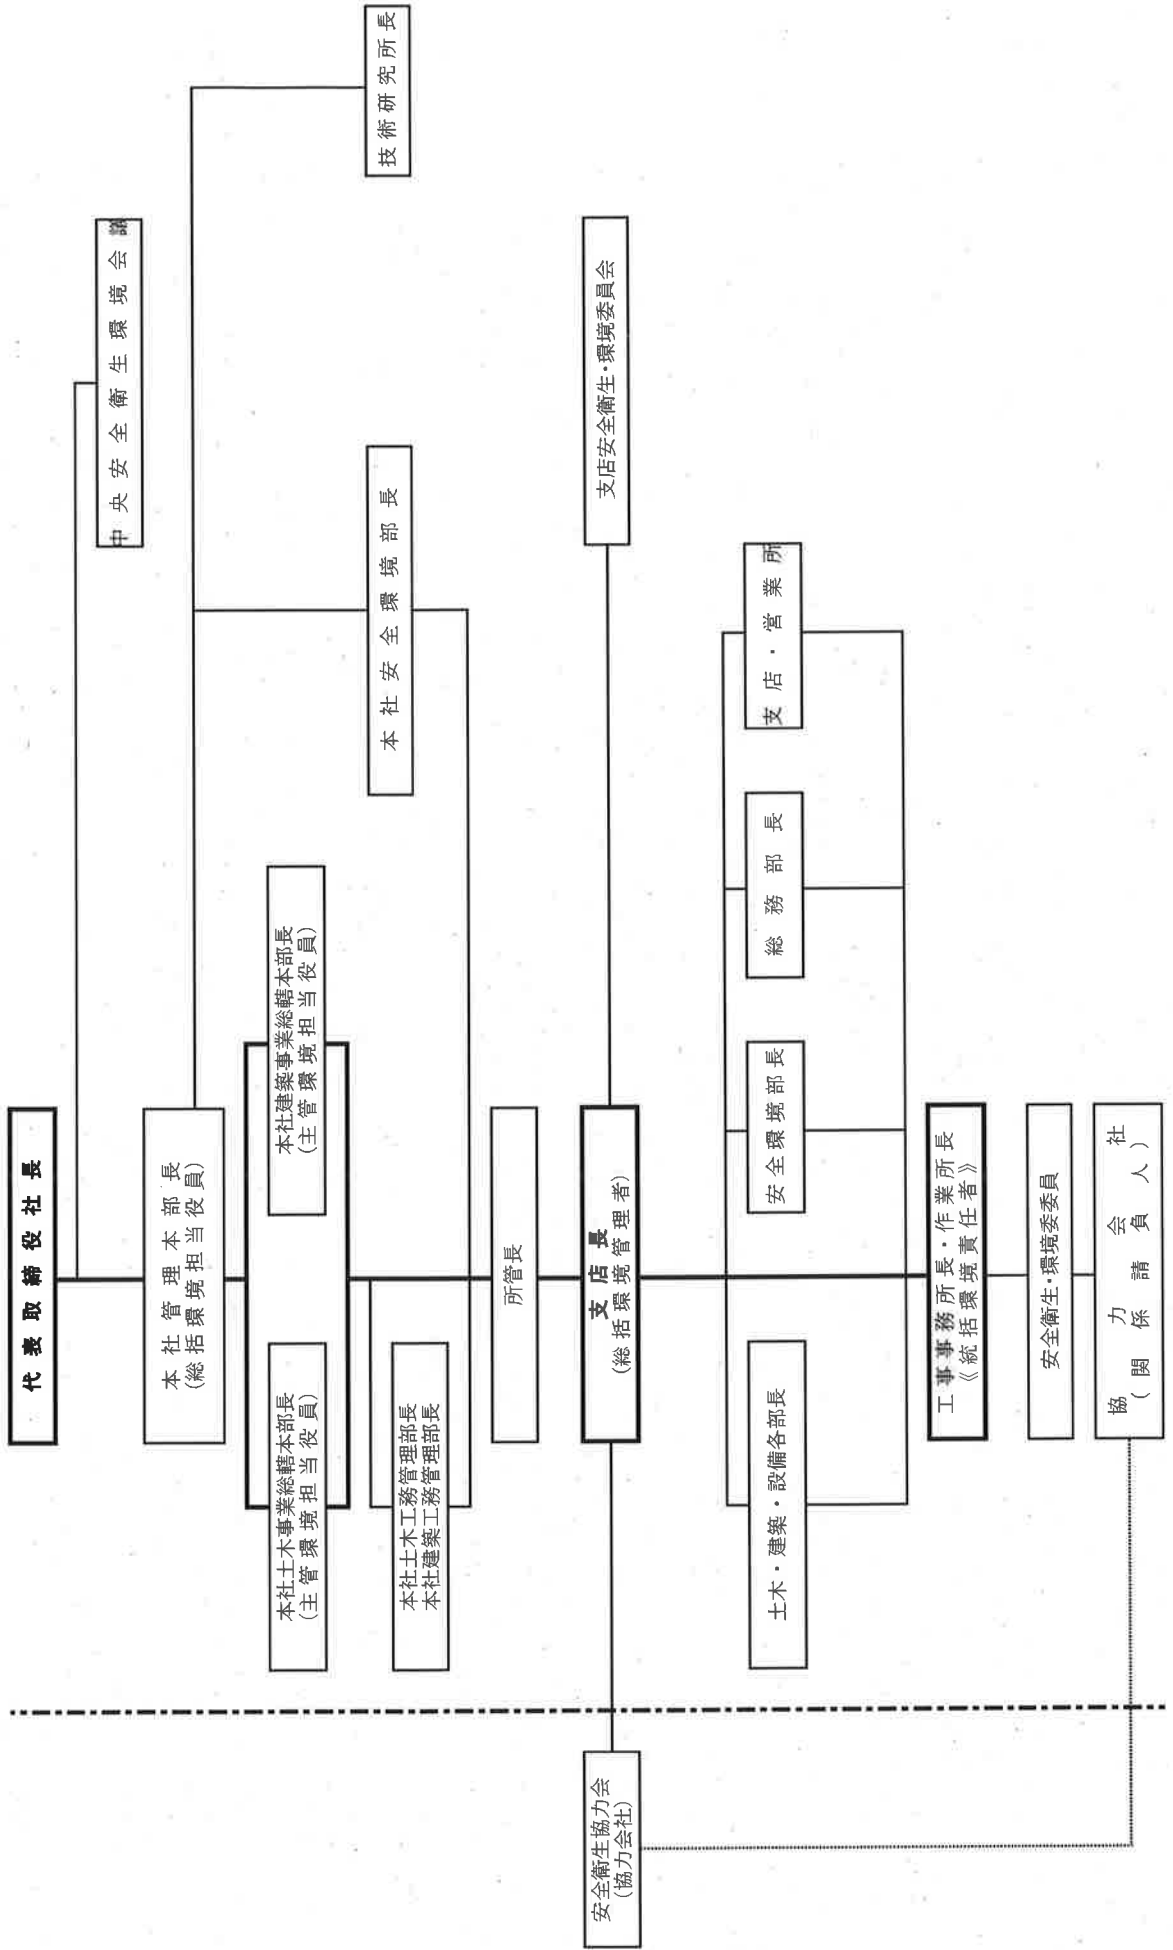 代表取締役社長
中央安全衛生環境会議
本社管理本部長
(総括環境担当役員)
本社土木事業総轄本部長
(主管環境担当役員)
本社建築事業総轄本部長
(主管環境担当役員)
本社土木工務管理部長
本社建築工務管理部長
本社安全環境部長
技術研究所長
所管長
安全衛生協力会
(協力会社)
支店長
(総括環境管理者)
支店安全衛生・環境委員会
土木・建築・設備各部長
安全環境部長
総務部長
支店・営業所
工事事務所長・作業所長
《統括環境責任者》
安全衛生・環境委委員
協力会社
(関係請負人)